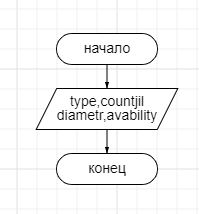 начало
type,countjil
diametr,avability
конец